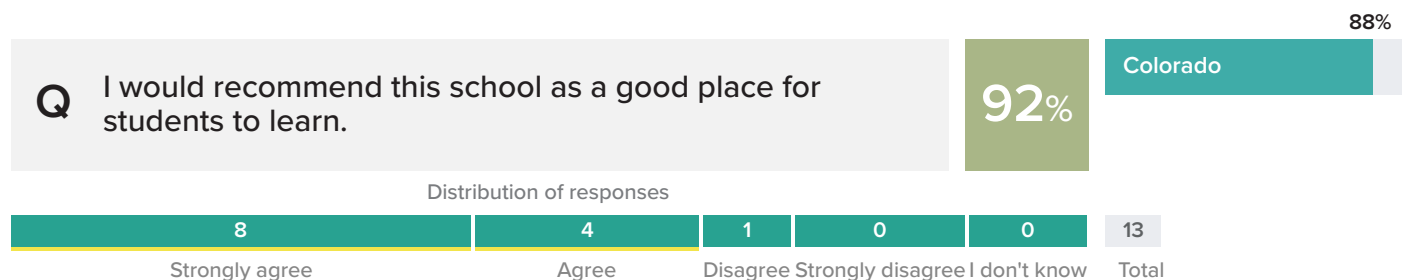 88%
Q
I would recommend this school as a good place for
students to learn.
92%
Colorado
Distribution of responses
8 4 1 0 0 13
Strongly agree Agree Disagree Strongly disagree I don't know Total